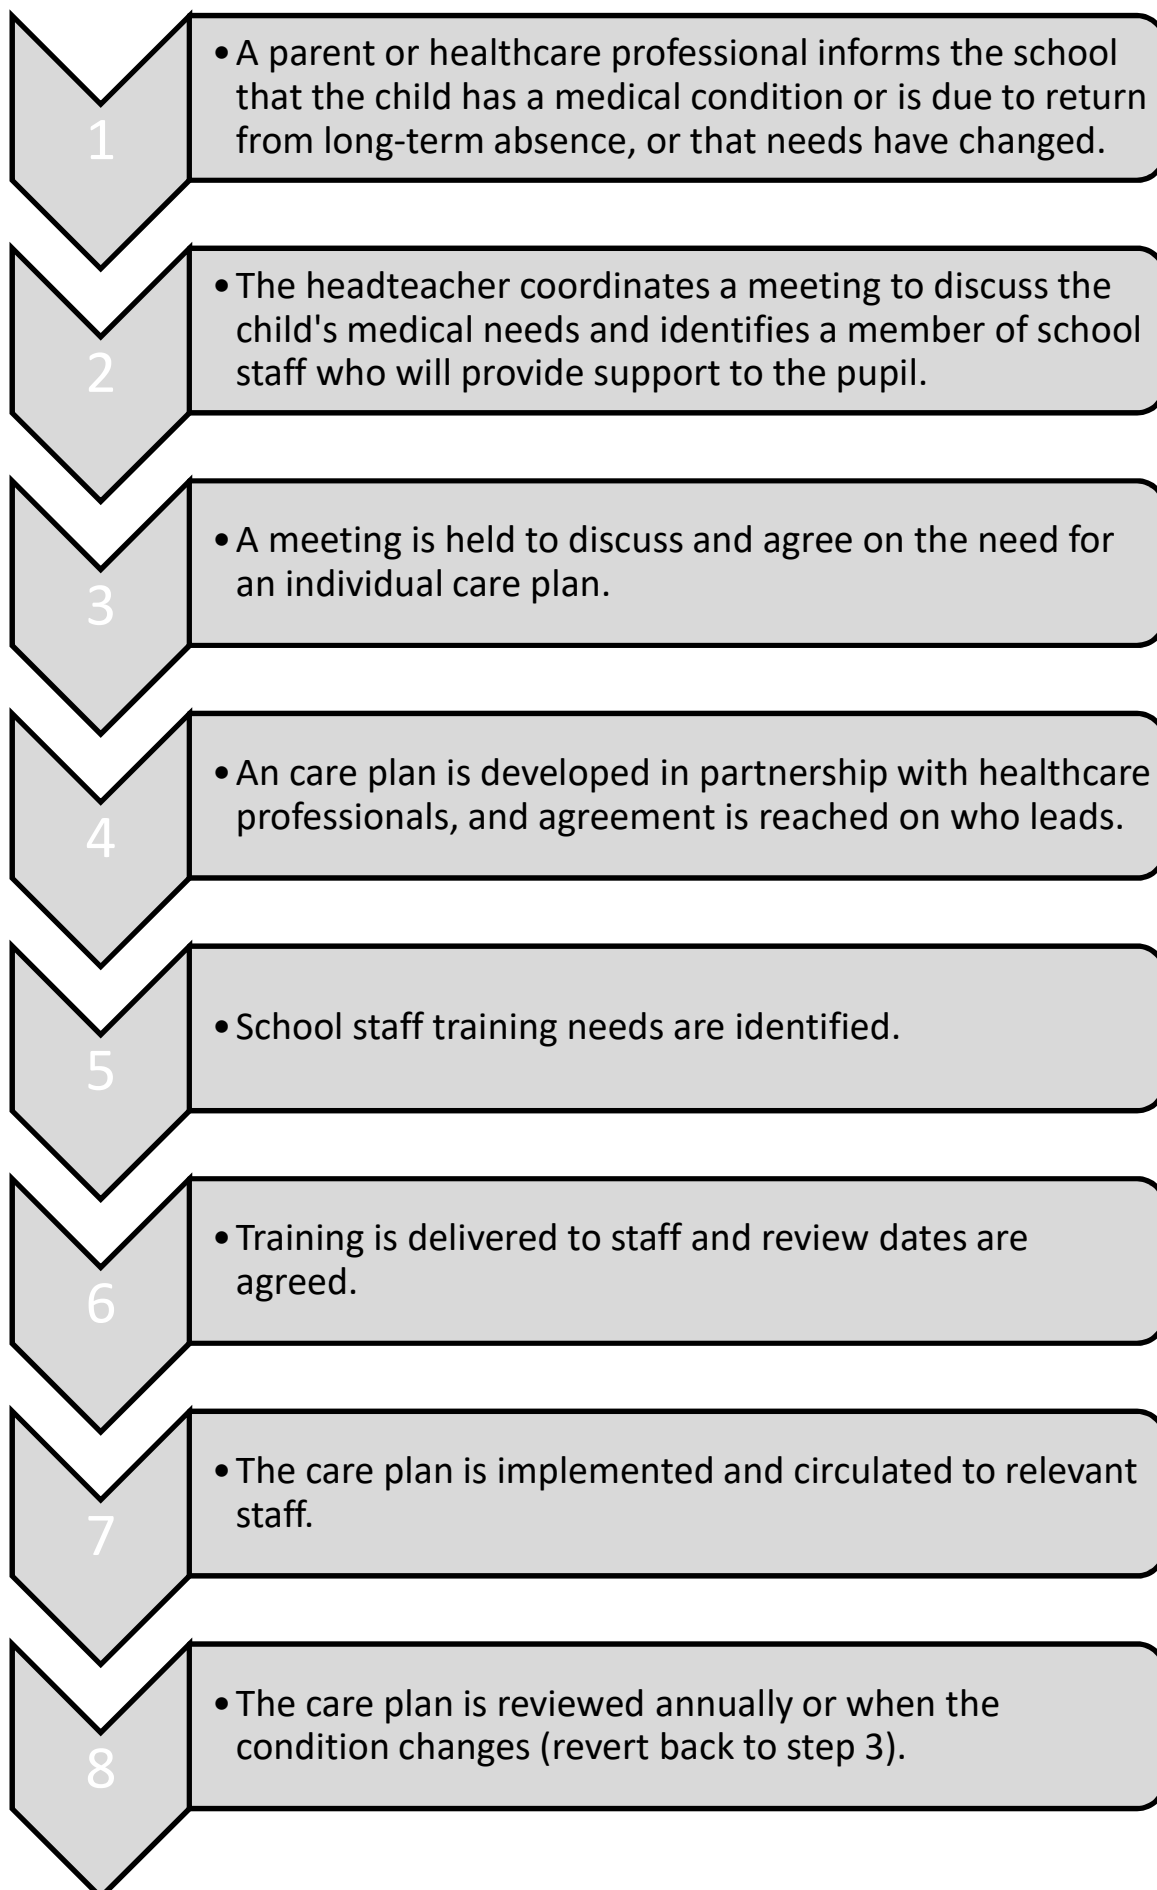 1
•A parent or healthcare professional informs the school
that the child has a medical condition or is due to return
from long-term absence, or that needs have changed.
2
•The headteacher coordinates a meeting to discuss the
child's medical needs and identifies a member of school
staff who will provide support to the pupil.
3
•A meeting is held to discuss and agree on the need for
an individual care plan.
4
•An care plan is developed in partnership with healthcare
professionals, and agreement is reached on who leads.
5
•School staff training needs are identified.
6
•Training is delivered to staff and review dates are
agreed.
7
•The care plan is implemented and circulated to relevant
staff.
8
•The care plan is reviewed annually or when the
condition changes (revert back to step 3).